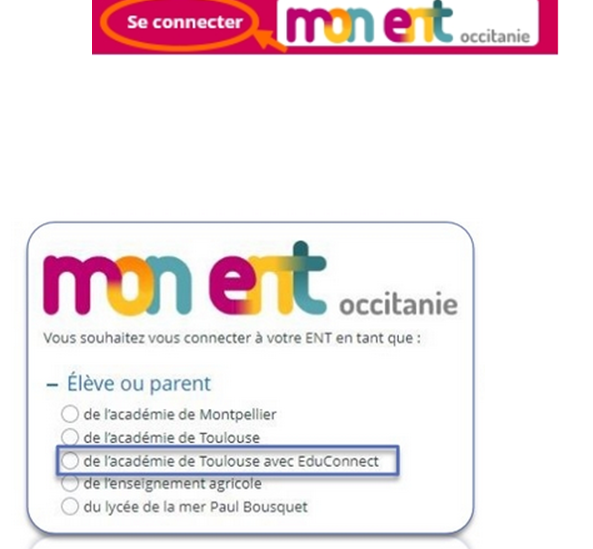 Se connecter mon ent occitanie
mon ent occitanie
Vous souhaitez vous connecter à votre ENT en tant que :
– Élève ou parent
de l'académie de Montpellier
de l'académie de Toulouse
de l'académie de Toulouse avec EduConnect
de l'enseignement agricole
du lycée de la mer Paul Bousquet